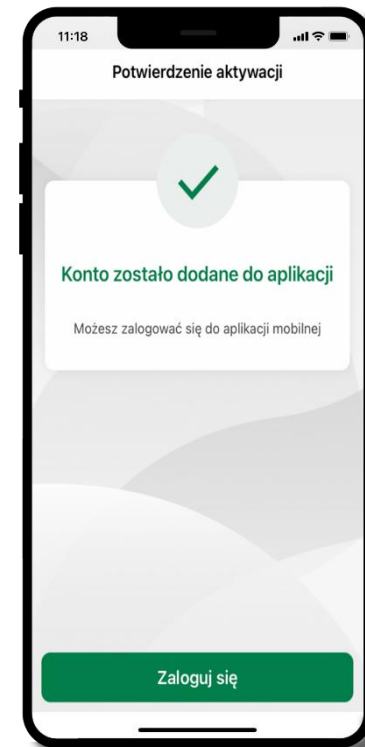 11:18
Potwierdzenie aktywacji
Konto zostało dodane do aplikacji
Możesz zalogować się do aplikacji mobilnej
Zaloguj się